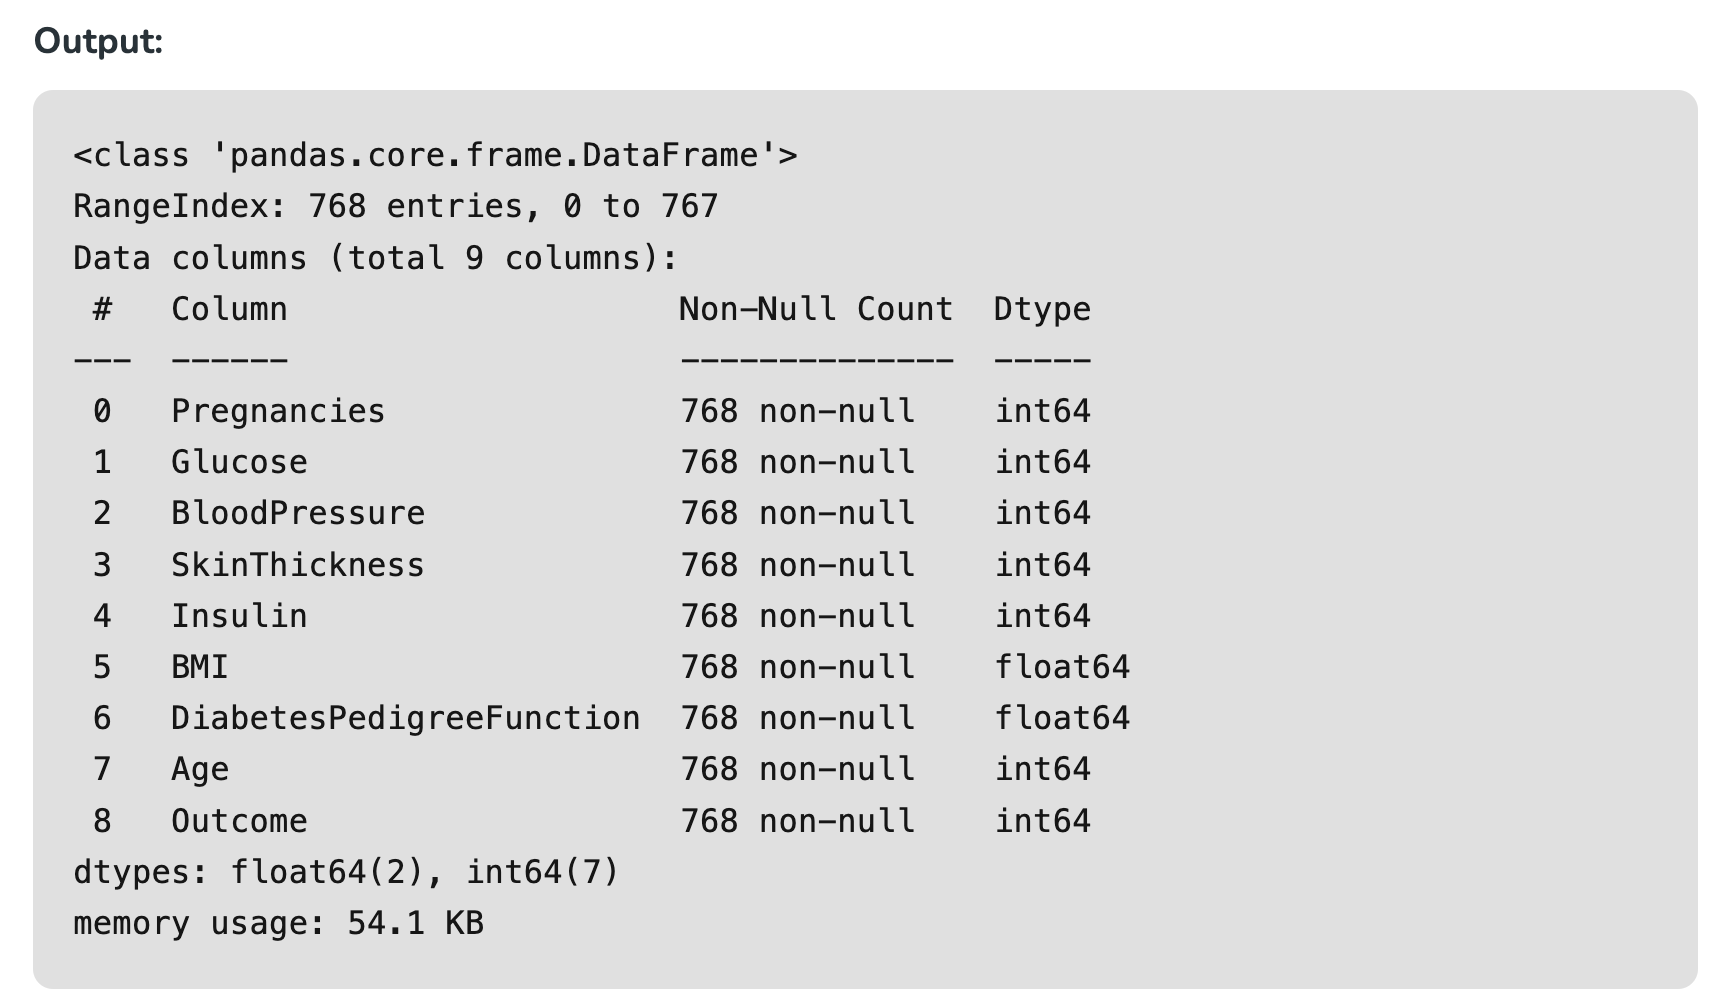 Output:
<class 'pandas.core.frame.DataFrame'>
RangeIndex: 768 entries, 0 to 767
Data columns (total 9 columns):
 #   Column                    Non-Null Count  Dtype
---  ------                    --------------  -----
 0   Pregnancies               768 non-null    int64
 1   Glucose                   768 non-null    int64
 2   BloodPressure             768 non-null    int64
 3   SkinThickness             768 non-null    int64
 4   Insulin                   768 non-null    int64
 5   BMI                       768 non-null    float64
 6   DiabetesPedigreeFunction  768 non-null    float64
 7   Age                       768 non-null    int64
 8   Outcome                   768 non-null    int64
dtypes: float64(2), int64(7)
memory usage: 54.1 KB